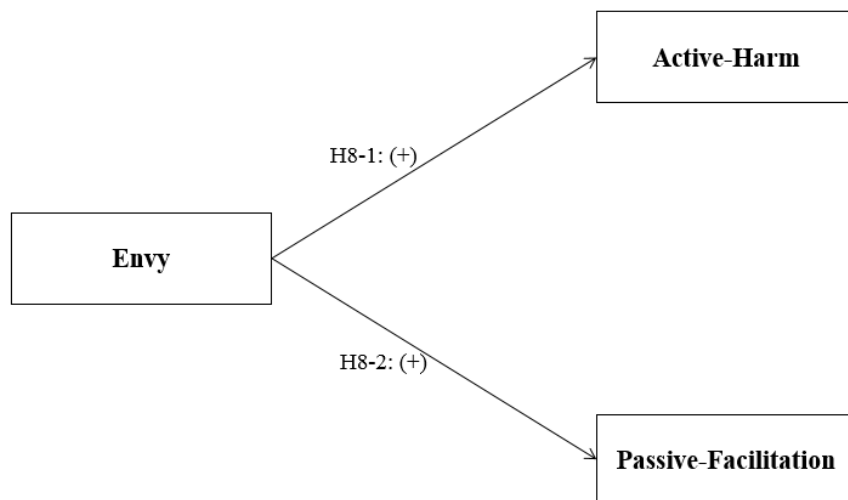 Active-Harm
H8-1: (+)
Envy
H8-2: (+)
Passive-Facilitation